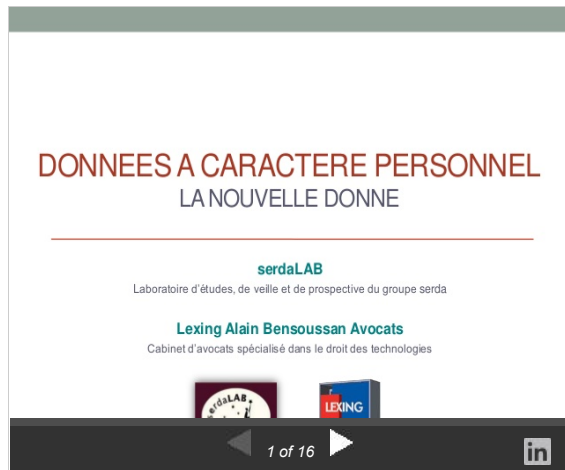 DONNEES A CARACTERE PERSONNEL
LA NOUVELLE DONNE
serdaLAB
Laboratoire d'études, de veille et de prospective du groupe serda
Lexing Alain Bensoussan Avocats
Cabinet d'avocats spécialisé dans le droit des technologies
serdaLAB
LEXING
1 of 16
in